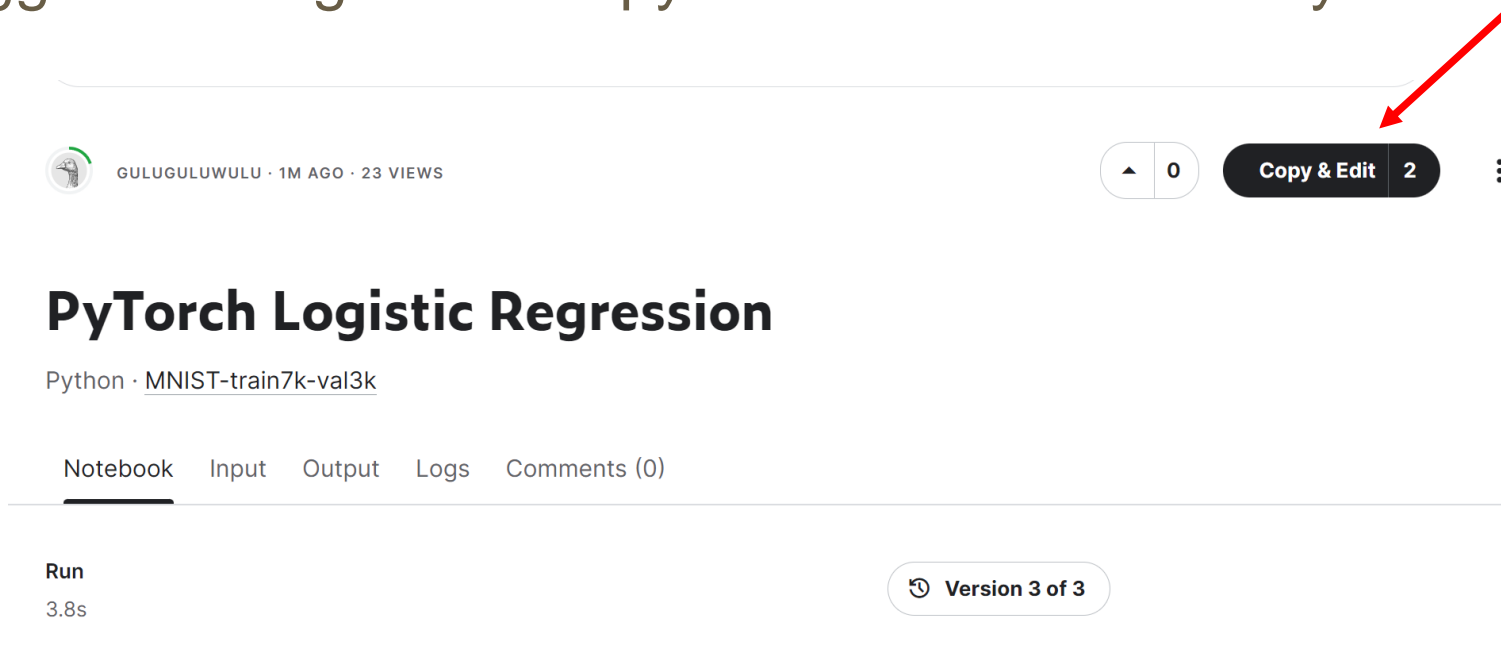 GULUGULUWULU · 1M AGO · 23 VIEWS
0
Copy & Edit 2
PyTorch Logistic Regression
Python · MNIST-train7k-val3k
Notebook Input Output Logs Comments (0)
Run
3.8s
Version 3 of 3